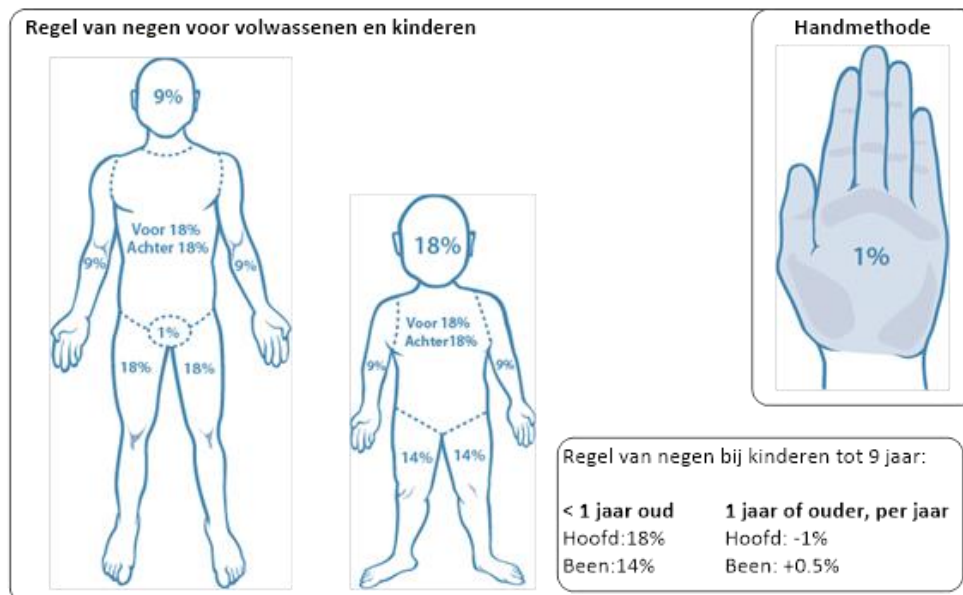 Regel van negen voor volwassenen en kinderen
9%
Voor 18%
Achter 18%
9%
9%
1%
18%
18%
18%
Voor 18%
Achter18%
9%
9%
14%
14%
Handmethode
1%
Regel van negen bij kinderen tot 9 jaar:
< 1 jaar oud
Hoofd:18%
Been:14%
1 jaar of ouder, per jaar
Hoofd: -1%
Been: +0.5%